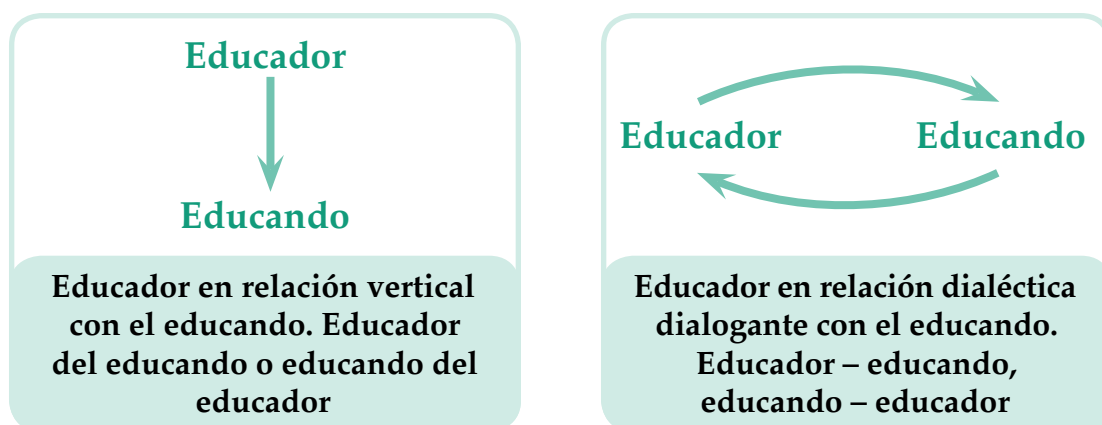 Educador
Educando
Educador en relación vertical
con el educando. Educador
del educando o educando del
educador
Educador
Educando
Educador en relación dialéctica
dialogante con el educando.
Educador – educando,
educando – educador